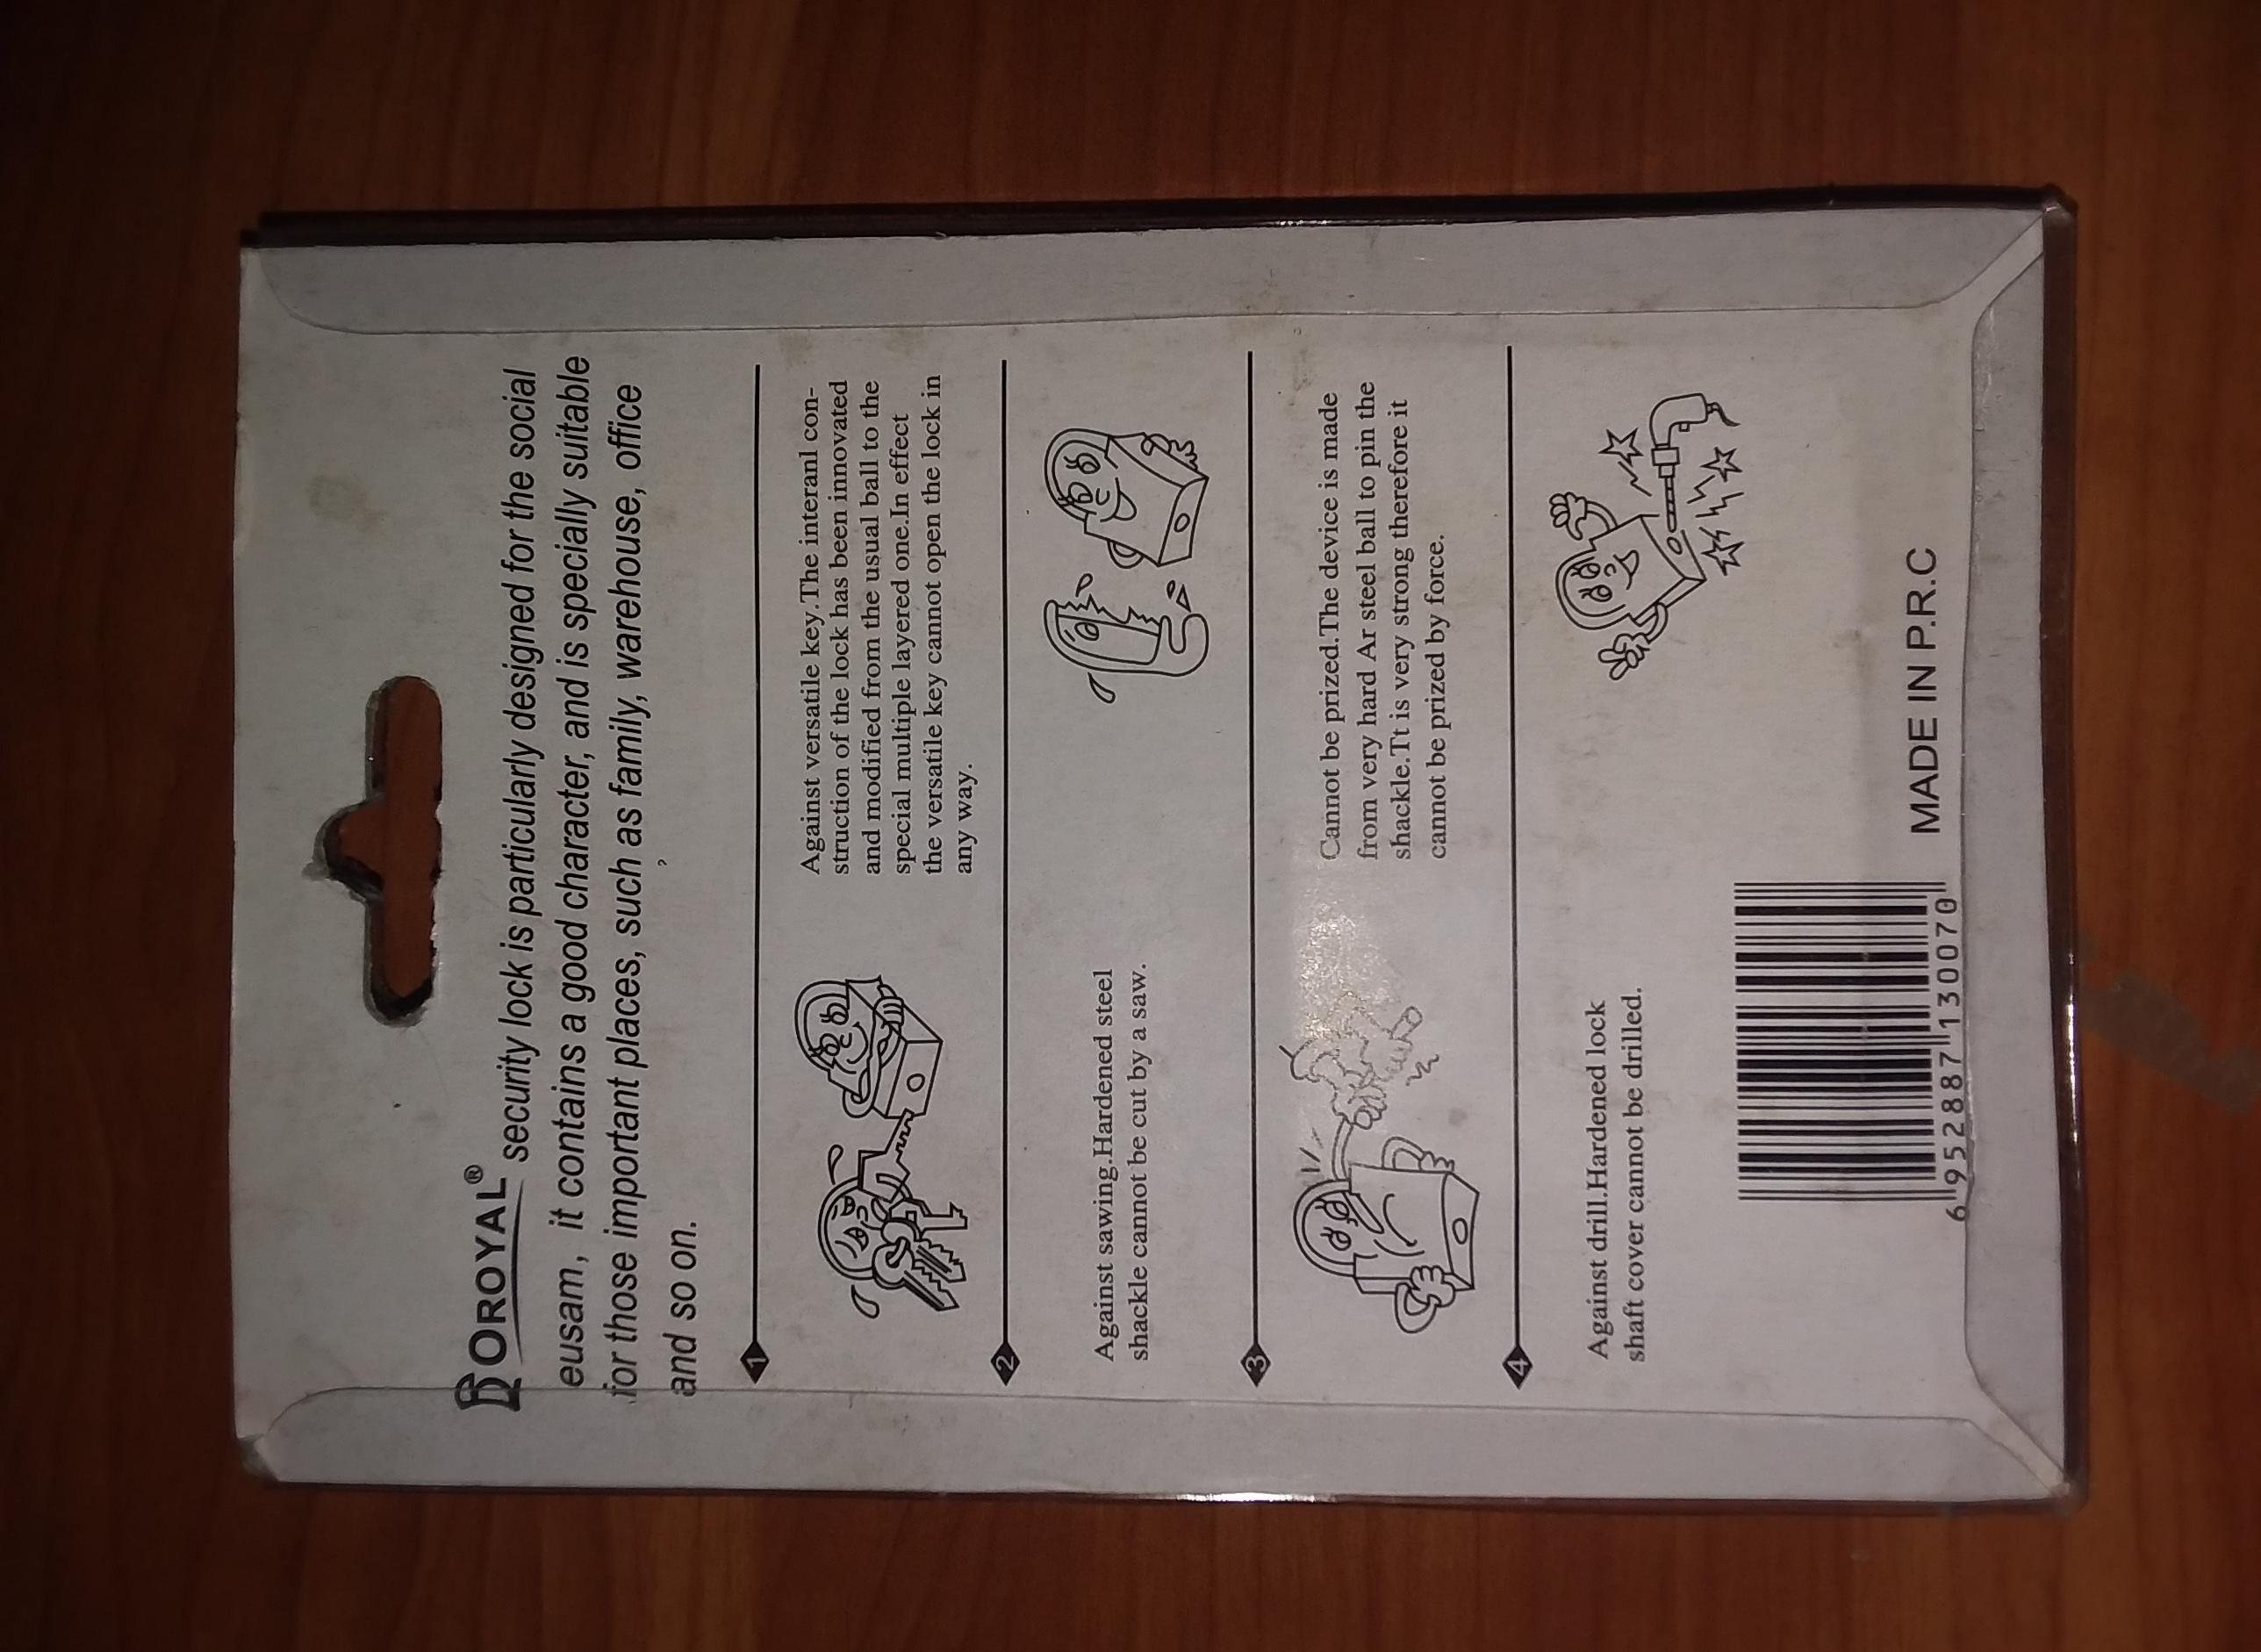 OROYAL® security lock is particularly designed for the social
eusam, it contains a good character, and is specially suitable
for those important places, such as family, warehouse, office
,
and so on.
1
Against versatile key.The interanl con-
struction of the lock has been innovated
and modified from the usual ball to the
special multiple layered one.In effect
the versatile key cannot open the lock in
any way.
2
Against sawing.Hardened steel
shackle cannot be cut by a saw.
3
Cannot be prized.The device is made
from very hard Ar steel ball to pin the
shackle.Tt is very strong therefore it
cannot be prized by force.
4
Against drill.Hardened lock
shaft cover cannot be drilled.
6 952887 130070
MADE IN P.R.C